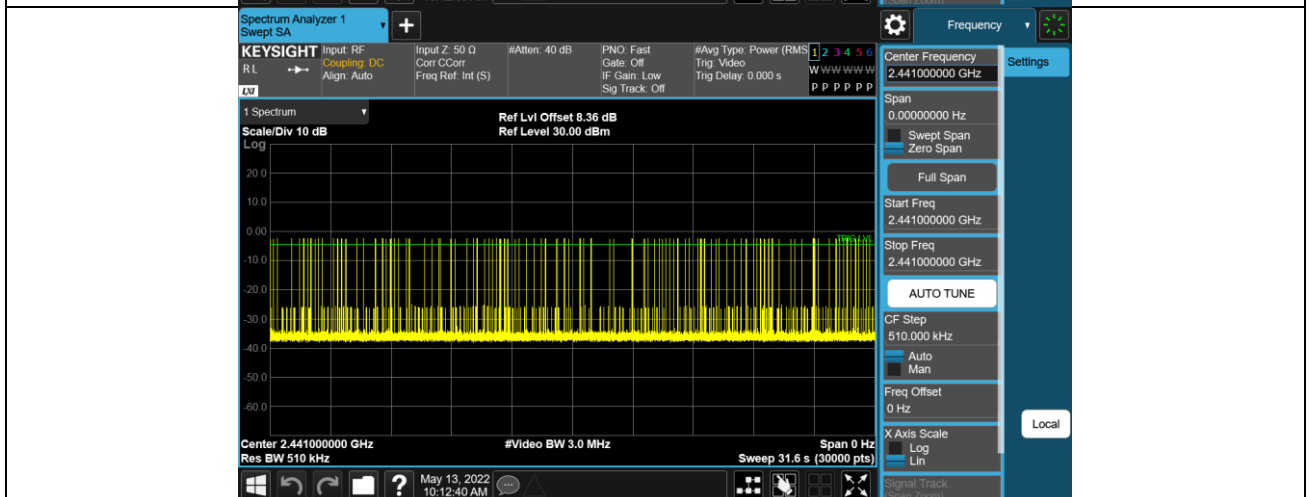 Spectrum Analyzer 1
Swept SA
+
Frequency
KEYSIGHT
RL
LXI
Input: RF
Coupling: DC
Align: Auto
Input Z: 50 Ω
Corr CCorr
Freq Ref: Int (S)
#Atten: 40 dB
PNO: Fast
Gate: Off
IF Gain: Low
Sig Track: Off
#Avg Type: Power (RMS
Trig: Video
Trig Delay: 0.000 s
1 2 3 4 5 6
W W W W W W
P P P P P P
1 Spectrum
Scale/Div 10 dB
Log
Ref Lvl Offset 8.36 dB
Ref Level 30.00 dBm
20.0
10.0
0.00
TRIG LVL
-10.0
-20.0
-30.0
-40.0
-50.0
-60.0
Center 2.441000000 GHz
#Video BW 3.0 MHz
Span 0 Hz
Res BW 510 kHz
Sweep 31.6 s (30000 pts)
Center Frequency
2.441000000 GHz
Settings
Span
0.00000000 Hz
Swept Span
Zero Span
Full Span
Start Freq
2.441000000 GHz
Stop Freq
2.441000000 GHz
AUTO TUNE
CF Step
510.000 kHz
Auto
Man
Freq Offset
0 Hz
X Axis Scale
Log
Lin
Local
Signal Track
(Span Zoom)
?
May 13, 2022
10:12:40 AM